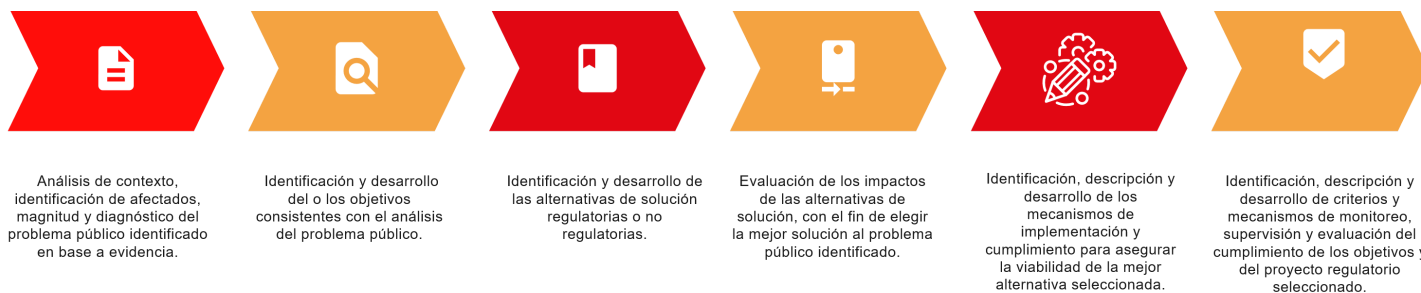 Análisis de contexto,
identificación de afectados,
magnitud y diagnóstico del
problema público identificado
en base a evidencia.
Identificación y desarrollo
del o los objetivos
consistentes con el análisis
del problema público.
Identificación y desarrollo de
las alternativas de solución
regulatorias o no
regulatorias.
Evaluación de los impactos
de las alternativas de
solución, con el fin de elegir
la mejor solución al problema
público identificado.
Identificación, descripción y
desarrollo de los
mecanismos de
implementación y
cumplimiento para asegurar
la viabilidad de la mejor
alternativa seleccionada.
Identificación, descripción y
desarrollo de criterios y
mecanismos de monitoreo,
supervisión y evaluación del
cumplimiento de los objetivos y
del proyecto regulatorio
seleccionado.